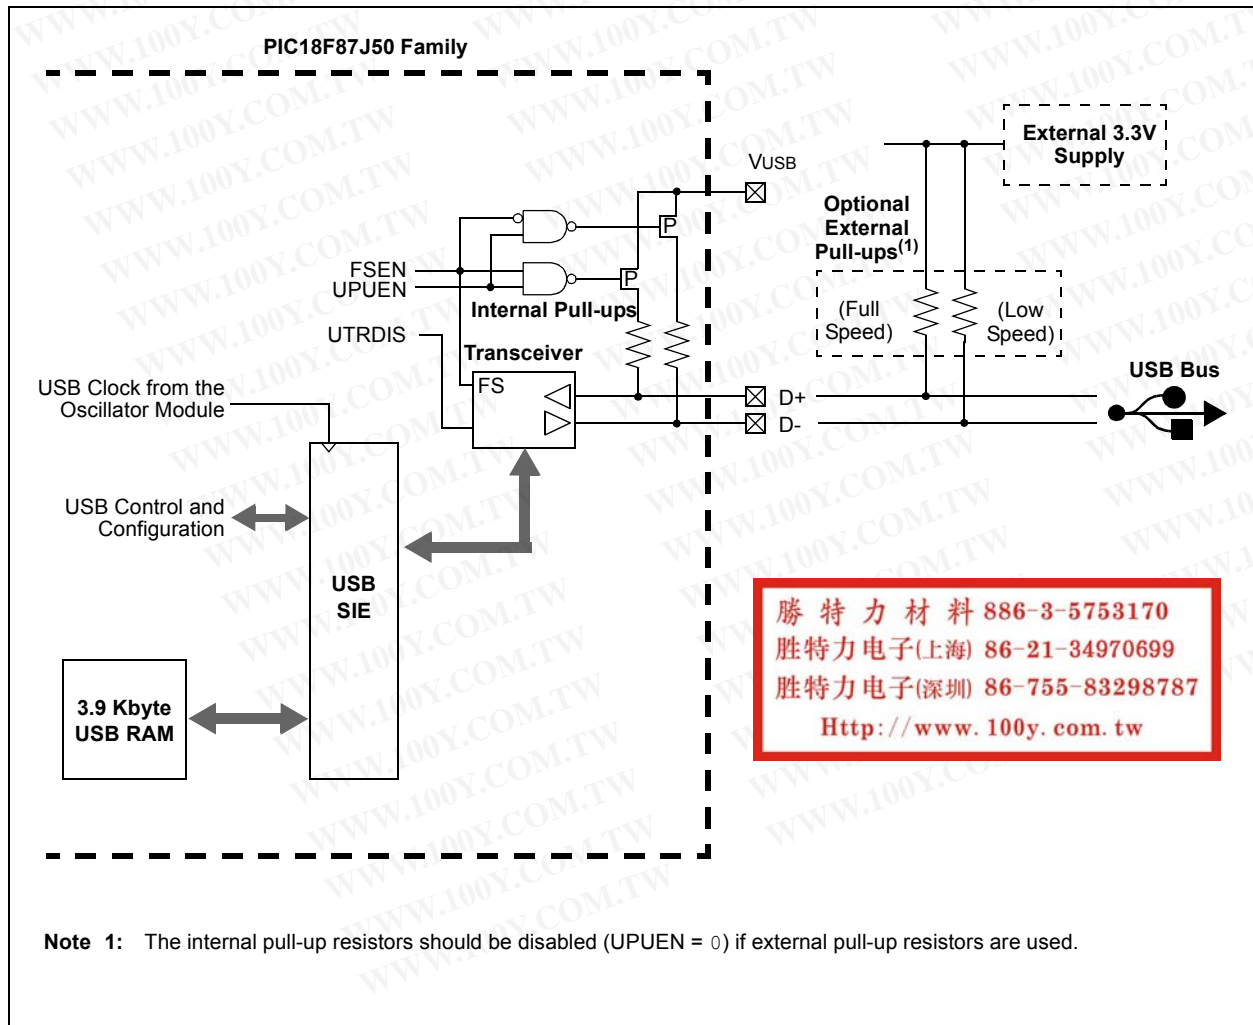 PIC18F87J50 Family
External 3.3V
Supply
VUSB
Optional
External
Pull-ups(1)
P
FSEN
UPUEN
P
Internal Pull-ups
(Full
Speed)
(Low
Speed)
UTRDIS
Transceiver
FS
USB Clock from the
Oscillator Module
D+
D-
USB Bus
USB Control and
Configuration
USB
SIE
3.9 Kbyte
USB RAM
勝特力材料 886-3-5753170
胜特力电子(上海) 86-21-34970699
胜特力电子(深圳) 86-755-83298787
Http://www.100y.com.tw
Note 1: The internal pull-up resistors should be disabled (UPUEN = 0) if external pull-up resistors are used.
WWW.100Y.COM.TW